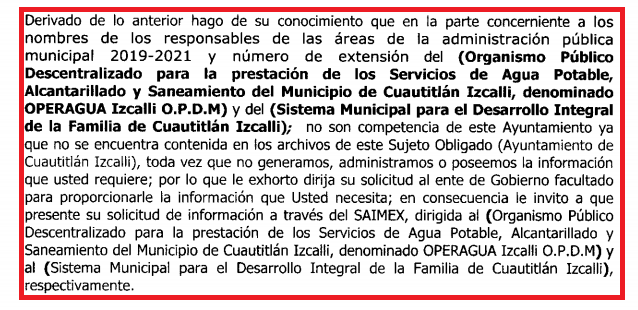 Derivado de lo anterior hago de su conocimiento que en la parte concerniente a los
nombres de los responsables de las áreas de la administración pública
municipal 2019-2021 y número de extensión del (Organismo Público
Descentralizado para la prestación de los Servicios de Agua Potable,
Alcantarillado y Saneamiento del Municipio de Cuautitlán Izcalli, denominado
OPERAGUA Izcalli O.P.D.M) y del (Sistema Municipal para el Desarrollo Integral
de la Familia de Cuautitlán Izcalli); no son competencia de este Ayuntamiento ya
que no se encuentra contenida en los archivos de este Sujeto Obligado (Ayuntamiento de
Cuautitlán Izcalli), toda vez que no generamos, administramos o poseemos la información
que usted requiere; por lo que le exhorto dirija su solicitud al ente de Gobierno facultado
para proporcionarle la información que Usted necesita; en consecuencia le invito a que
presente su solicitud de información a través del SAIMEX, dirigida al (Organismo Público
Descentralizado para la prestación de los Servicios de Agua Potable, Alcantarillado y
Saneamiento del Municipio de Cuautitlán Izcalli, denominado OPERAGUA Izcalli O.P.D.M) y
al (Sistema Municipal para el Desarrollo Integral de la Familia de Cuautitlán Izcalli),
respectivamente.